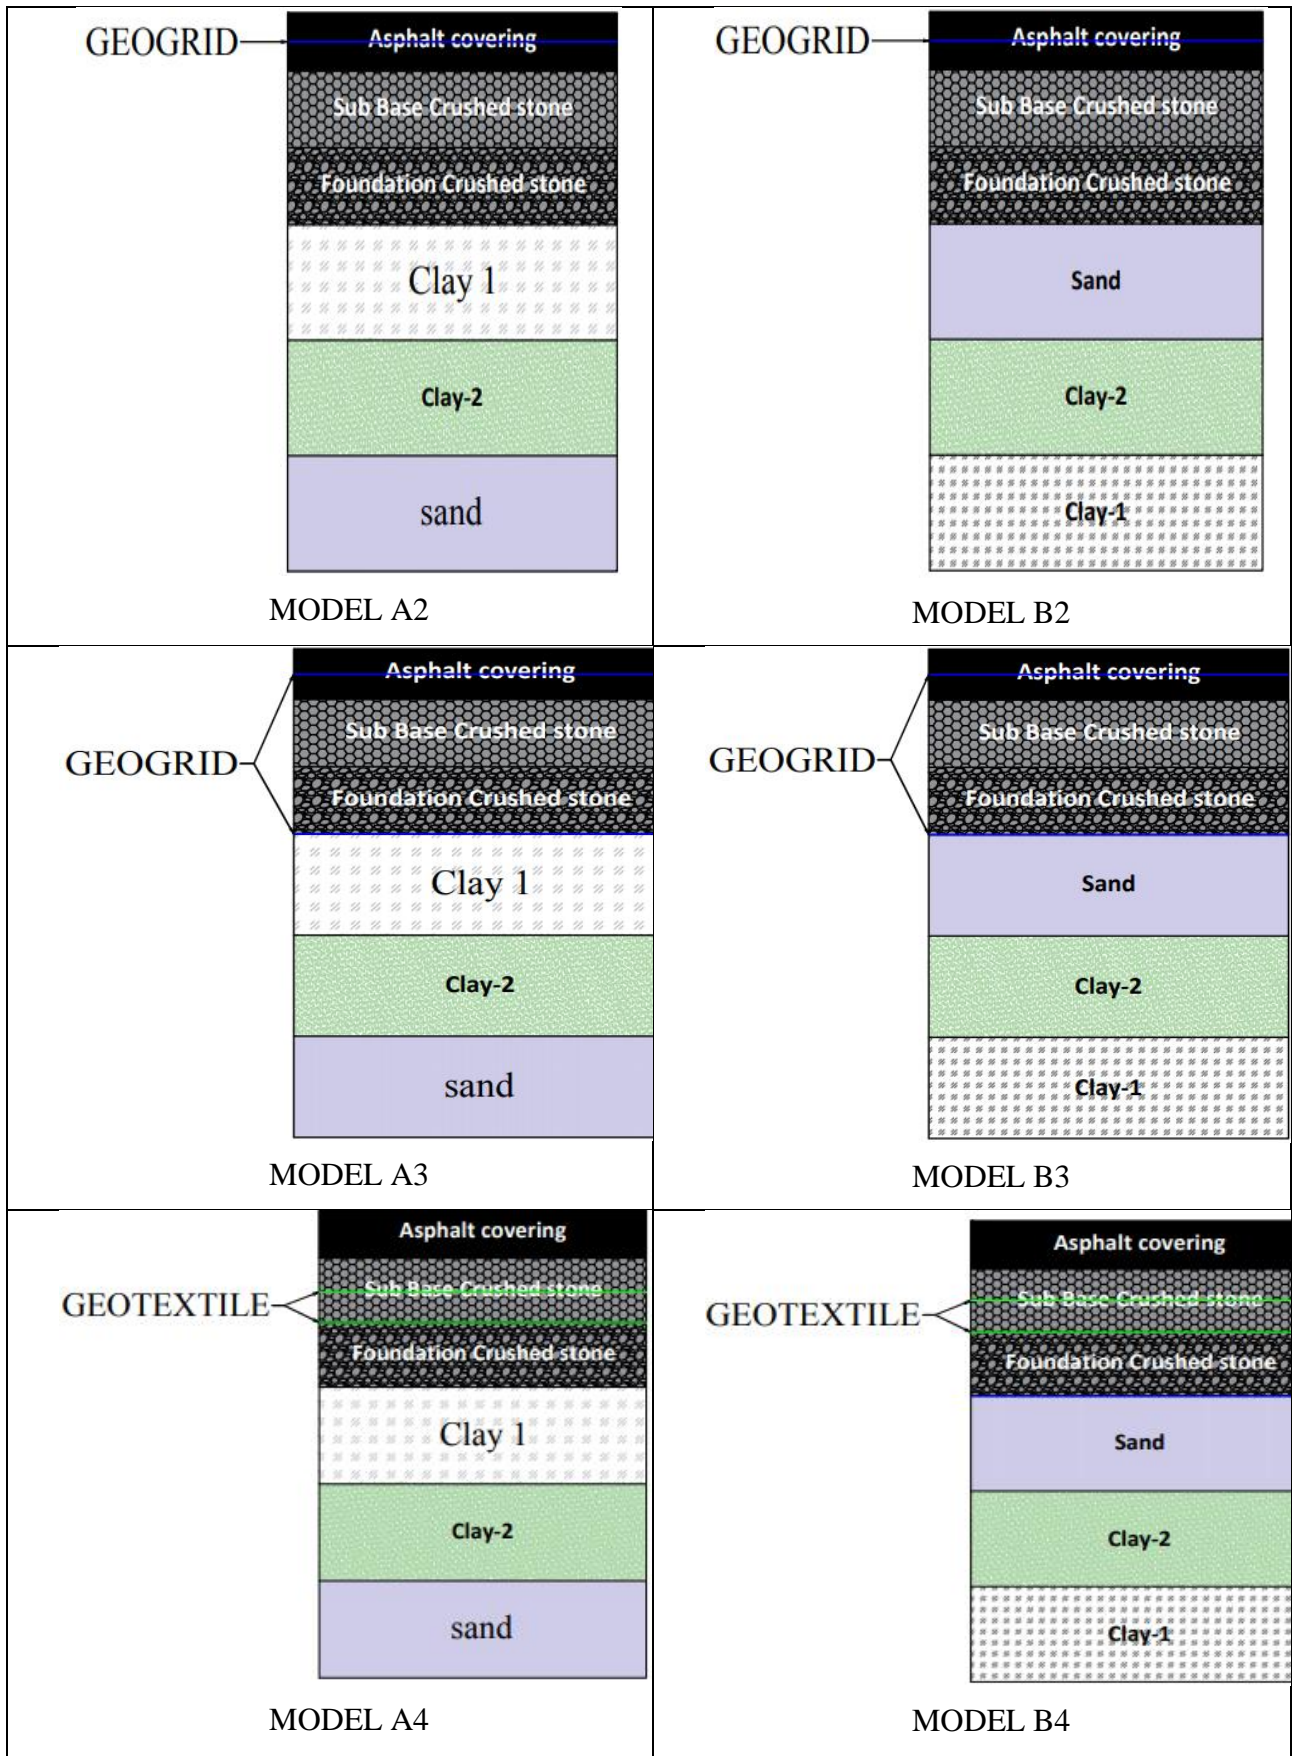 GEOGRID
Asphalt covering
Sub Base Crushed stone
Foundation Crushed stone
Clay 1
Clay-2
sand
MODEL A2
GEOGRID
Asphalt covering
Sub Base Crushed stone
Foundation Crushed stone
Sand
Clay-2
Clay-1
MODEL B2
Asphalt covering
Sub Base Crushed stone
GEOGRID
Foundation Crushed stone
Clay 1
Clay-2
sand
MODEL A3
Asphalt covering
Sub Base Crushed stone
GEOGRID
Foundation Crushed stone
Sand
Clay-2
Clay-1
MODEL B3
Asphalt covering
Sub Base Crushed stone
GEOTEXTILE
Foundation Crushed stone
Clay 1
Clay-2
sand
MODEL A4
Asphalt covering
Sub Base Crushed stone
GEOTEXTILE
Foundation Crushed stone
Sand
Clay-2
Clay-1
MODEL B4